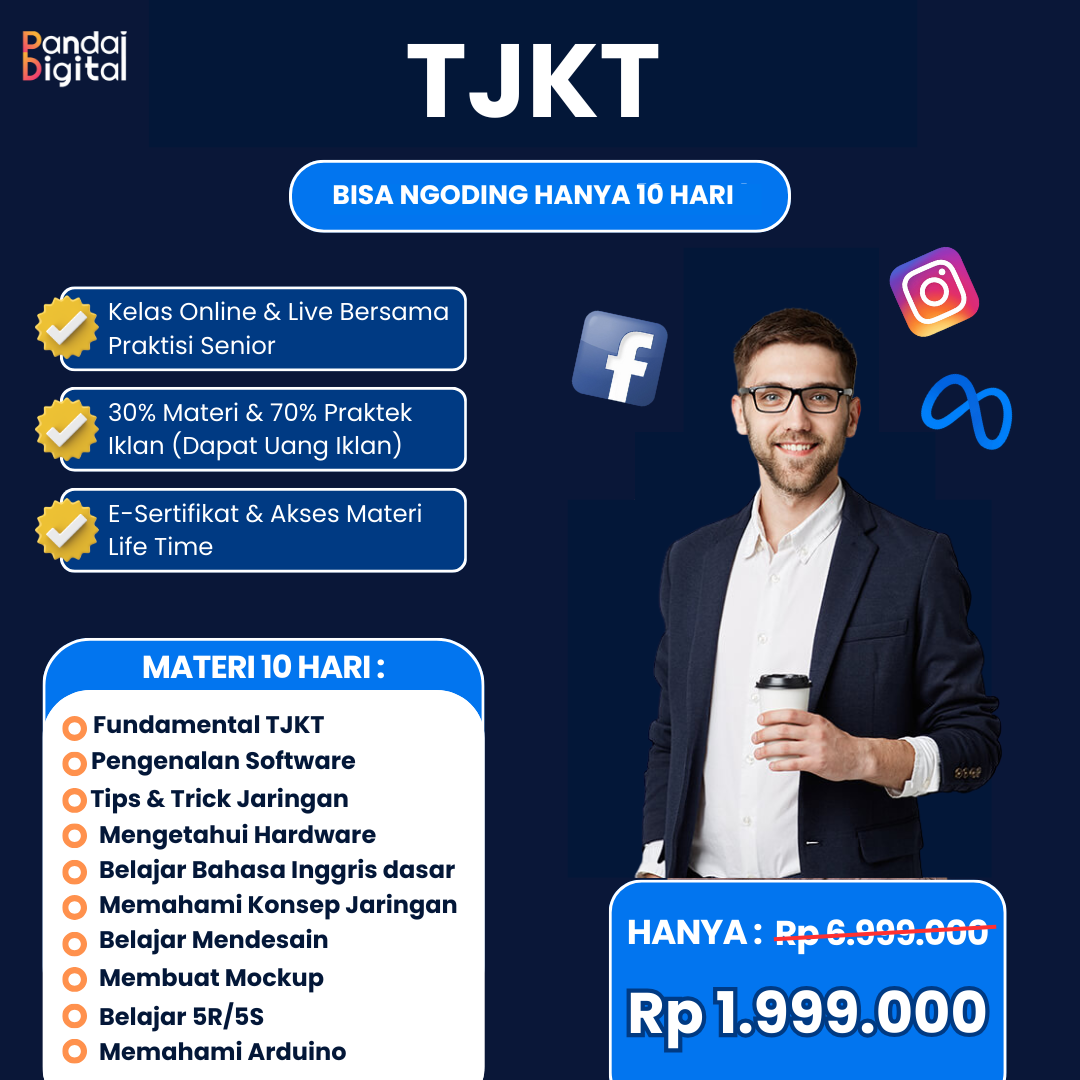 Pandai
Digital
TJKT
BISA NGODING HANYA 10 HARI
Kelas Online & Live Bersama
Praktisi Senior
30% Materi & 70% Praktek
Iklan (Dapat Uang Iklan)
E-Sertifikat & Akses Materi
Life Time
MATERI 10 HARI :
Fundamental TJKT
Pengenalan Software
Tips & Trick Jaringan
Mengetahui Hardware
Belajar Bahasa Inggris dasar
Memahami Konsep Jaringan
Belajar Mendesain
Membuat Mockup
Belajar 5R/5S
Memahami Arduino
HANYA : Rp 6.999.000
Rp 1.999.000